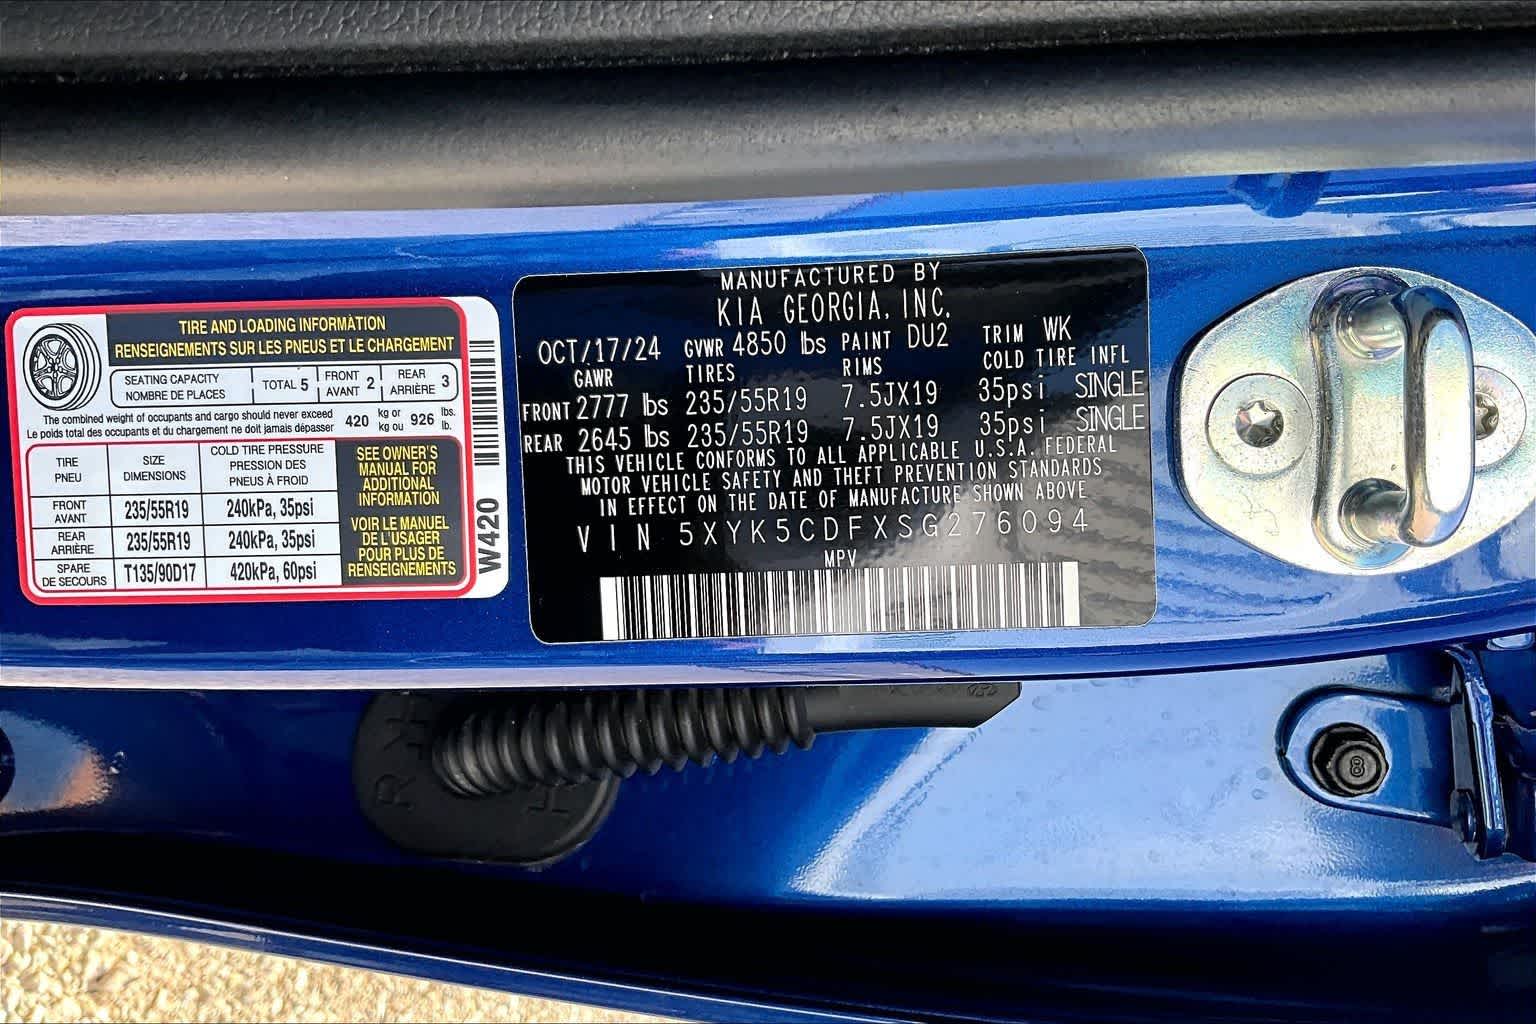 TIRE AND LOADING INFORMATION
RENSEIGNEMENTS SUR LES PNEUS ET LE CHARGEMENT
SEATING CAPACITY
NOMBRE DE PLACES
TOTAL 5
FRONT
AVANT 2
REAR
ARRIÈRE 3
The combined weight of occupants and cargo should never exceed
Le poids total des occupants et du chargement ne doit jamais dépasser
420 kg or
kg ou
926 lbs.
lb.
TIRE
PNEU
SIZE
DIMENSIONS
COLD TIRE PRESSURE
PRESSION DES
PNEUS À FROID
FRONT
AVANT
235/55R19
240kPa, 35psi
REAR
ARRIÈRE
235/55R19
240kPa, 35psi
SPARE
DE SECOURS
T135/90D17
420kPa, 60psi
SEE OWNER'S
MANUAL FOR
ADDITIONAL
INFORMATION
VOIR LE MANUEL
DE L'USAGER
POUR PLUS DE
RENSEIGNEMENTS
W420
MANUFACTURED BY
KIA GEORGIA, INC.
OCT/17/24 GVWR 4850 lbs PAINT DU2 TRIM WK
GAWR TIRES RIMS COLD TIRE INFL
FRONT 2777 lbs 235/55R19 7.5JX19 35psi SINGLE
REAR 2645 lbs 235/55R19 7.5JX19 35psi SINGLE
THIS VEHICLE CONFORMS TO ALL APPLICABLE U.S.A. FEDERAL
MOTOR VEHICLE SAFETY AND THEFT PREVENTION STANDARDS
IN EFFECT ON THE DATE OF MANUFACTURE SHOWN ABOVE
VIN 5XYK5CDFXSG276094
MPV
8